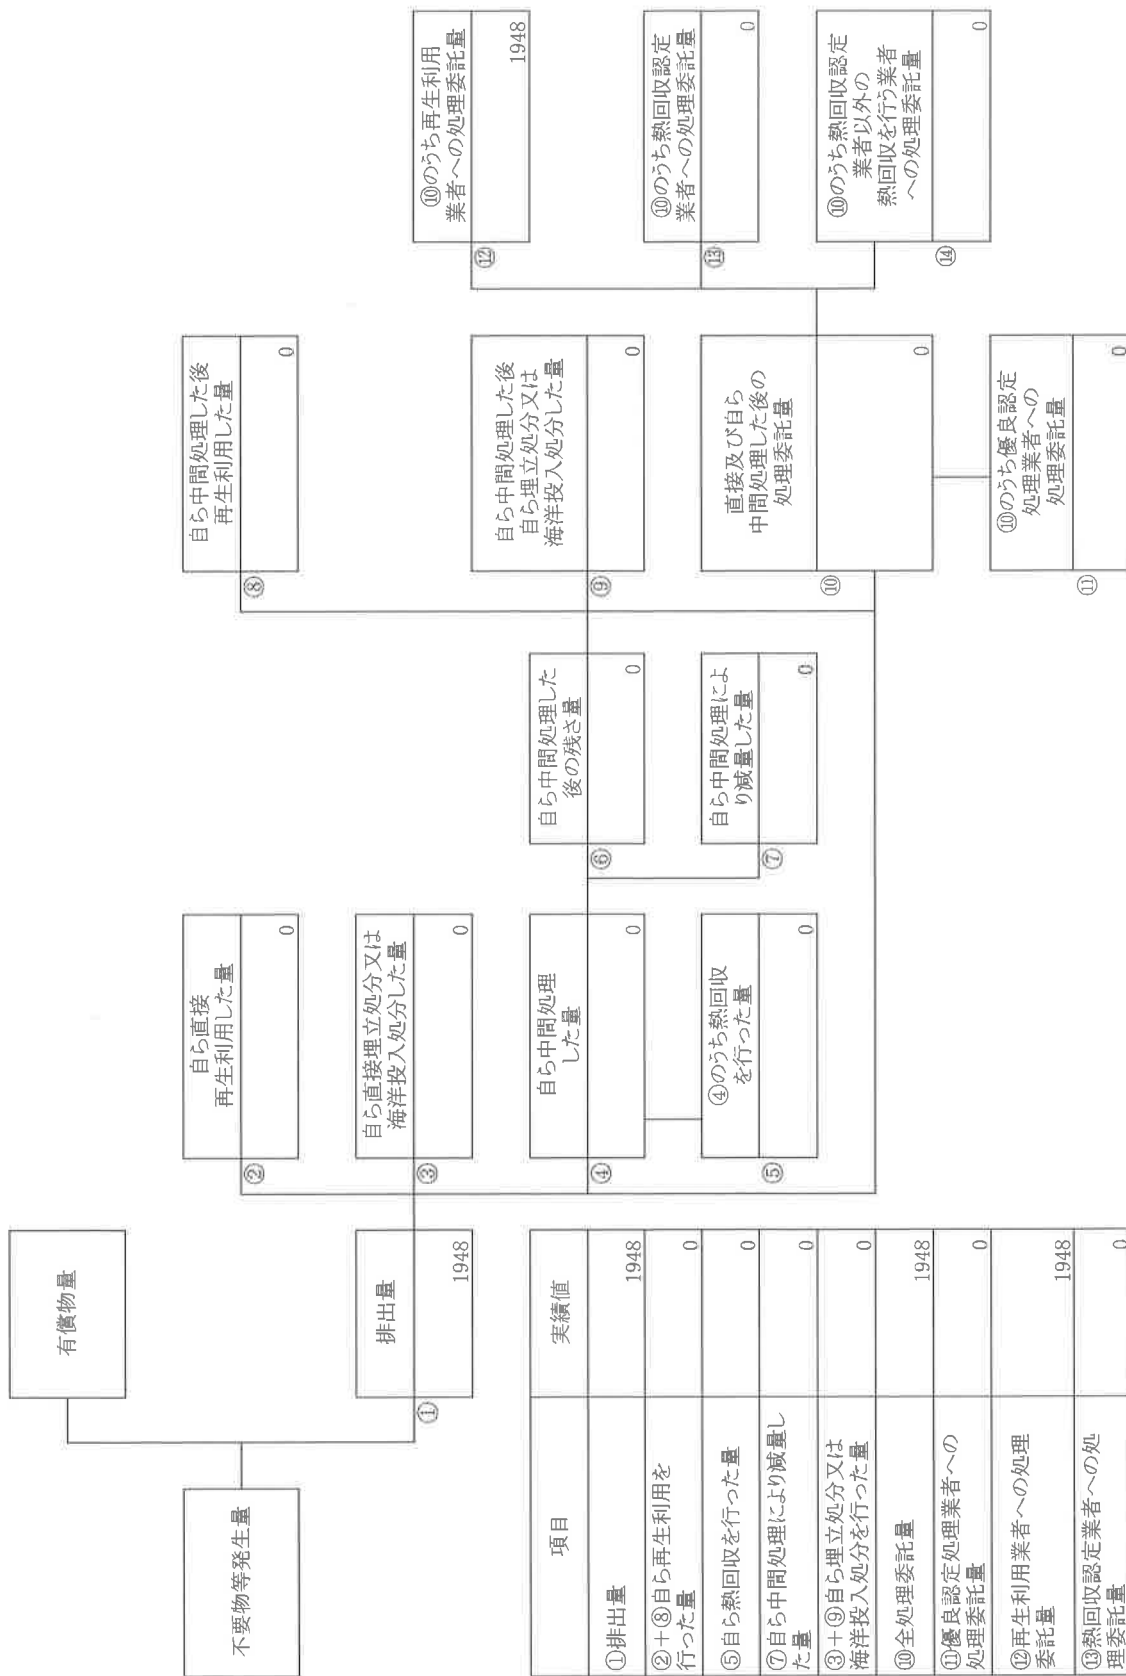 有償物量
不要物等発生量
排出量
①
1948
自ら直接
再生利用した量
②
0
自ら直接埋立処分又は
海洋投入処分した量
③
0
自ら中間処理
した量
④
0
④のうち熱回収
を行った量
⑤
0
自ら中間処理した
後の残さ量
⑥
0
自ら中間処理によ
り減量した量
⑦
0
自ら中間処理した後
再生利用した量
⑧
0
自ら中間処理した後
自ら埋立処分又は
海洋投入処分した量
⑨
0
直接及び自ら
中間処理した後の
処理委託量
⑩
0
⑩のうち優良認定
処理業者への
処理委託量
⑪
0
⑩のうち再生利用
業者への処理委託量
⑫
1948
⑩のうち熱回収認定
業者への処理委託量
⑬
0
⑩のうち熱回収認定
業者以外の
熱回収を行う業者
への処理委託量
⑭
0
項目 実績値
①排出量 1948
②+⑧自ら再生利用を
行った量 0
⑤自ら熱回収を行った量 0
⑦自ら中間処理により減量し
た量 0
③+⑨自ら埋立処分又は
海洋投入処分を行った量 0
⑩全処理委託量 1948
⑪優良認定処理業者への
処理委託量 0
⑫再生利用業者への処理
委託量 1948
⑬熱回収認定業者への処
理委託量 0